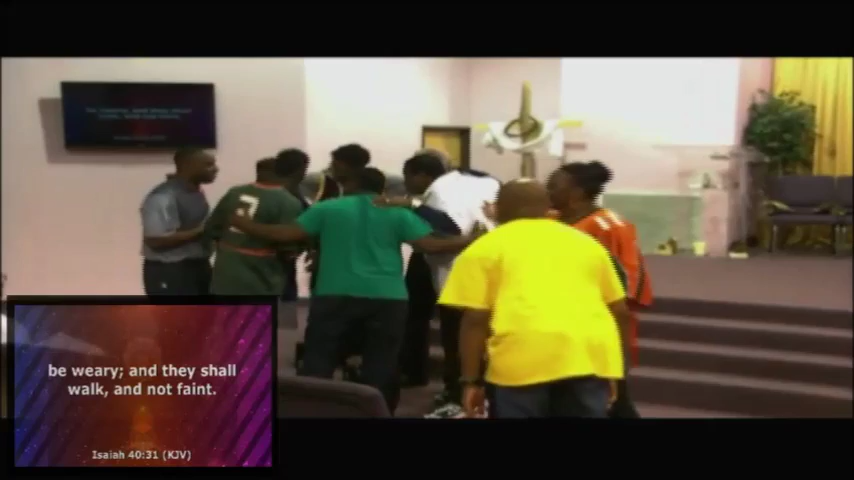 be weary; and they shall
walk, and not faint.
Isaiah 40:31 (KJV)